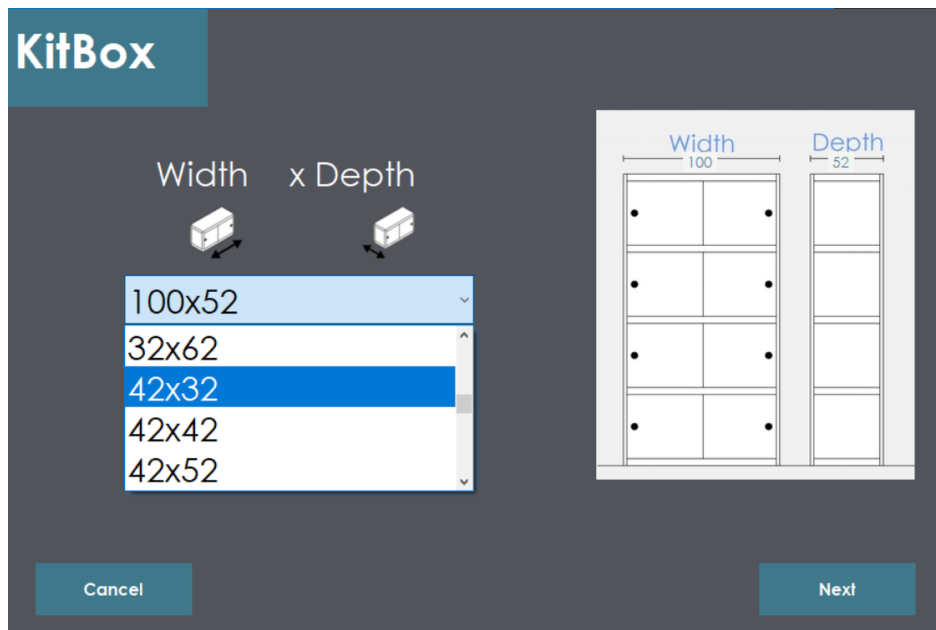 KitBox
Width x Depth
100x52
32x62
42x32
42x42
42x52
Width Depth
100 52
Cancel Next